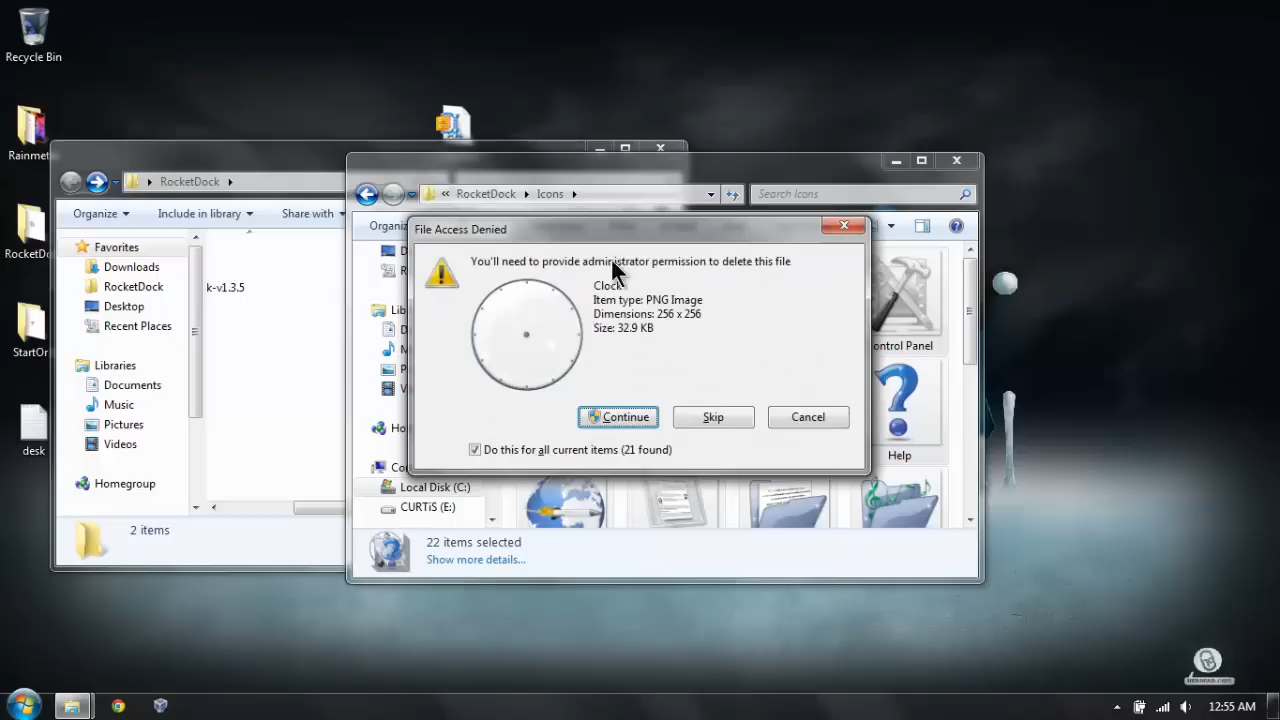 Recycle Bin
Rainmet
RocketDo
StartOr
desk
RocketDock
Organize
Include in library
Share with
Favorites
Downloads
RocketDock
Desktop
Recent Places
Libraries
Documents
Music
Pictures
Videos
Homegroup
k-v1.3.5
2 items
« RocketDock Icons
Search Icons
Organiz
D
R
Lib
D
M
P
V
Ho
Co
Local Disk (C:)
CURTiS (E:)
ontrol Panel
Help
22 items selected
Show more details...
File Access Denied
You'll need to provide administrator permission to delete this file
Clock
Item type: PNG Image
Dimensions: 256 x 256
Size: 32.9 KB
Continue
Skip
Cancel
Do this for all current items (21 found)
12:55 AM